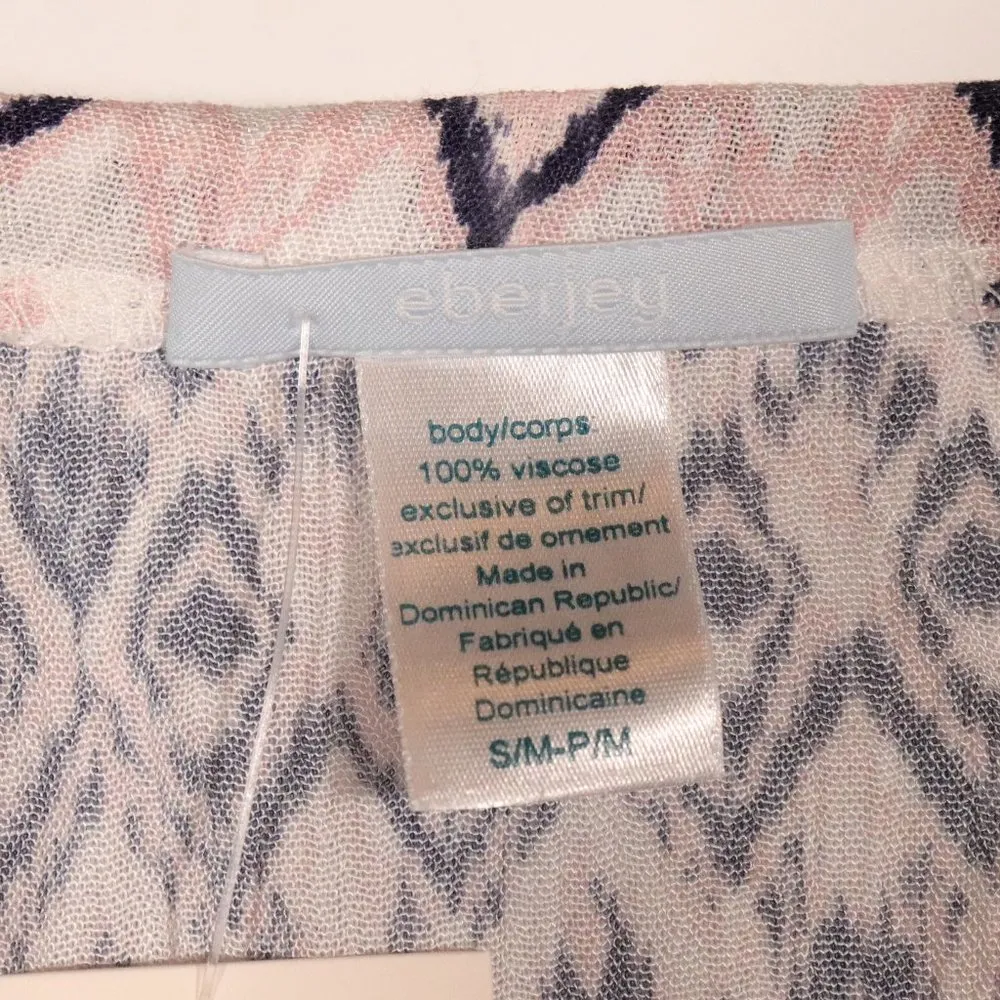 eberjey
body/corps
100% viscose
exclusive of trim/
exclusif de ornement
Made in
Dominican Republic/
Fabriqué en
République
Dominicaine
S/M-P/M